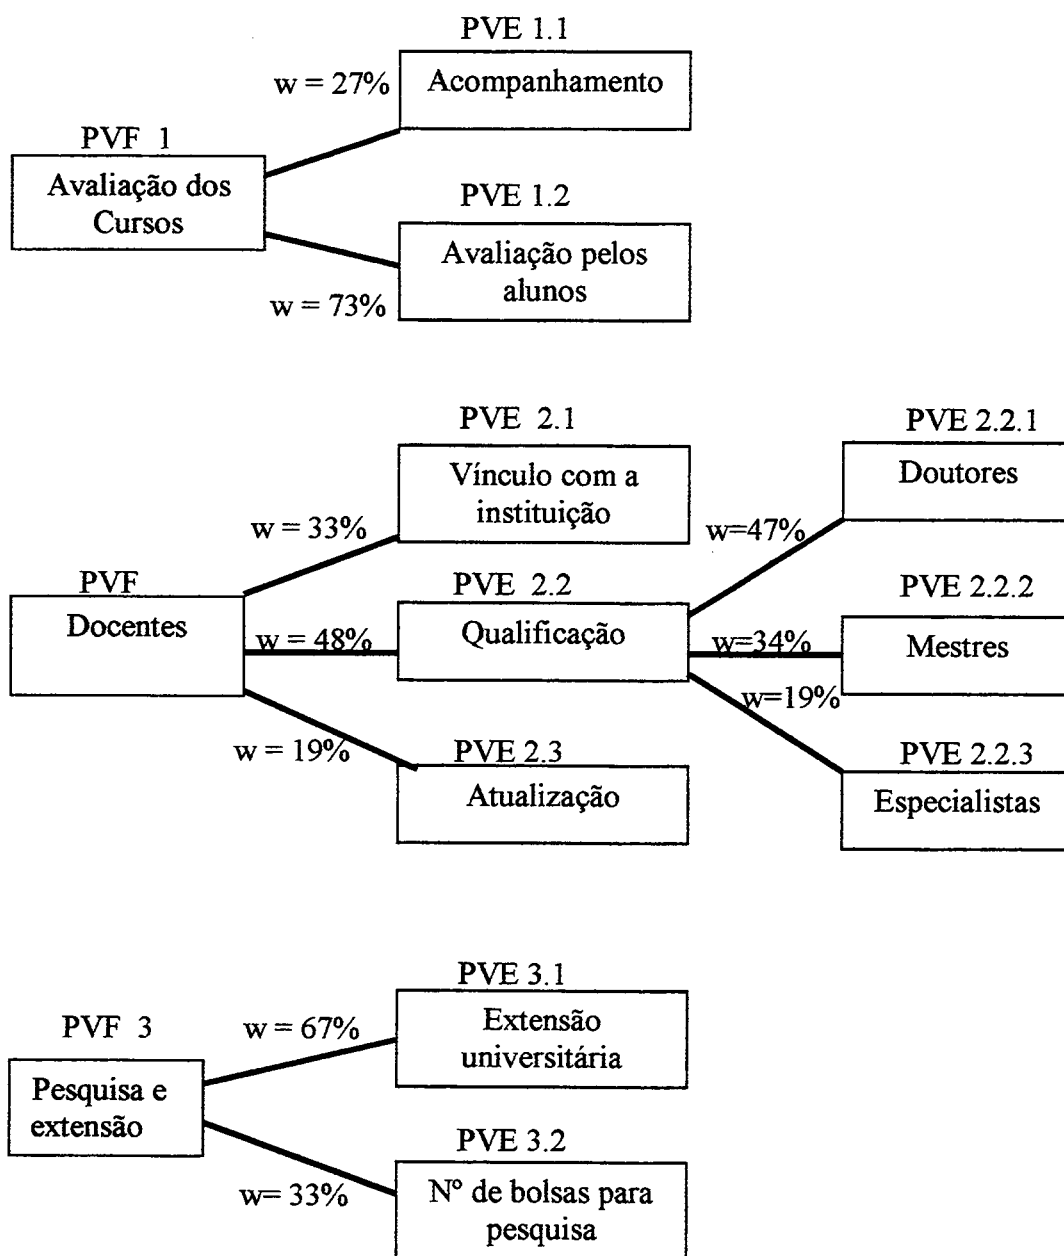 PVE 1.1
w = 27%
Acompanhamento
PVF 1
Avaliação dos
Cursos
PVE 1.2
Avaliação pelos
alunos
w = 73%
PVE 2.1
Vínculo com a
instituição
w = 33%
PVE 2.2.1
Doutores
w=47%
PVF
Docentes
w = 48%
PVE 2.2
Qualificação
PVE 2.2.2
w=34%
Mestres
w=19%
w = 19%
PVE 2.3
Atualização
PVE 2.2.3
Especialistas
PVE 3.1
PVF 3
w = 67%
Extensão
universitária
Pesquisa e
extensão
PVE 3.2
w= 33%
Nº de bolsas para
pesquisa